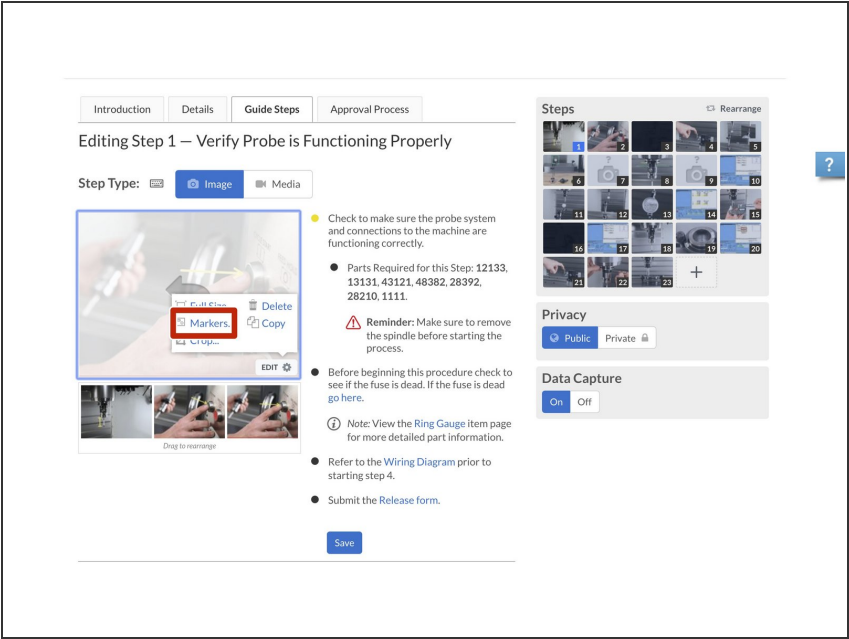 Introduction
Details
Guide Steps
Approval Process
Editing Step 1 — Verify Probe is Functioning Properly
Step Type:
Image
Media
Full Size
Delete
Markers.
Copy
Crop...
EDIT
Drag to rearrange
Check to make sure the probe system
and connections to the machine are
functioning correctly.
Parts Required for this Step: 12133,
13131, 43121, 48382, 28392,
28210, 1111.
Reminder: Make sure to remove
the spindle before starting the
process.
Before beginning this procedure check to
see if the fuse is dead. If the fuse is dead
go here.
Note: View the Ring Gauge item page
for more detailed part information.
Refer to the Wiring Diagram prior to
starting step 4.
Submit the Release form.
Save
Steps
Rearrange
1 2 3 4 5
6 7 8 9 10
11 12 13 14 15
16 17 18 19 20
21 22 23 +
Privacy
Public
Private
Data Capture
On
Off
?